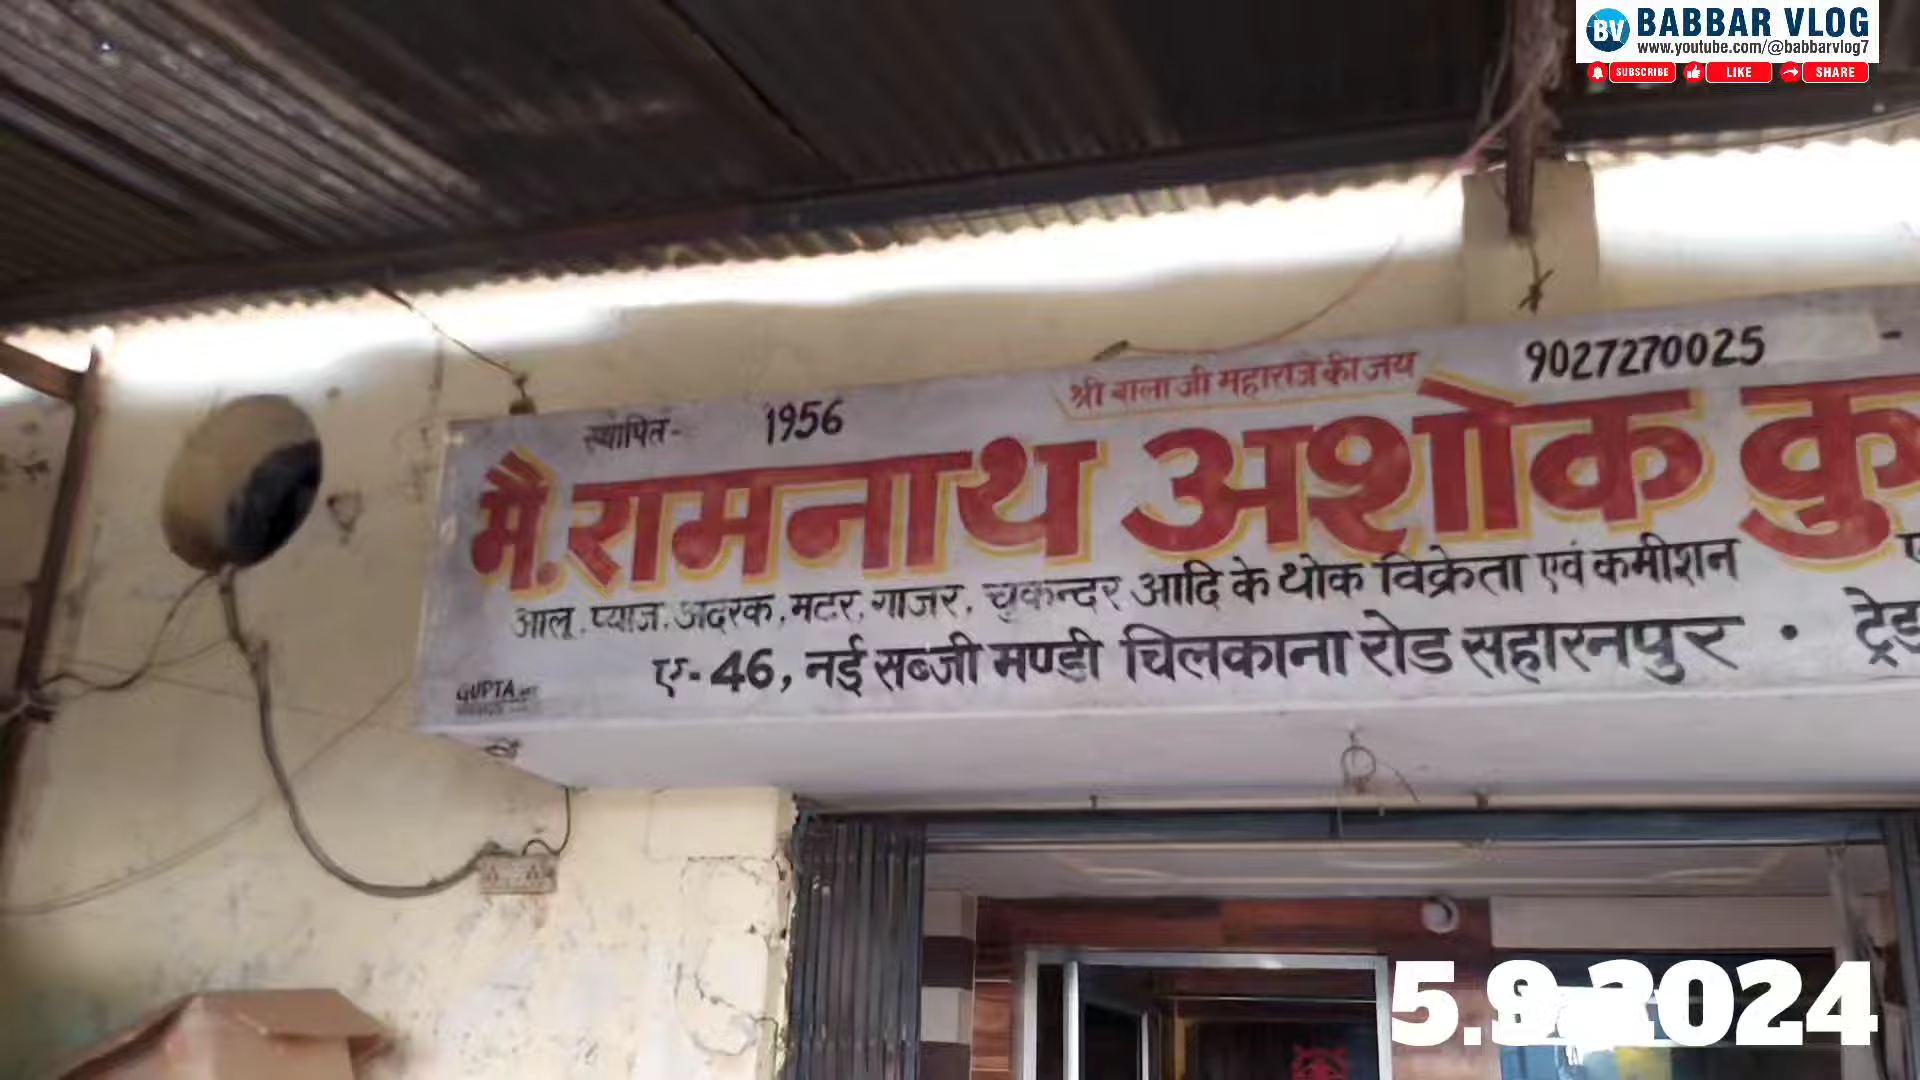 BV BABBAR VLOG
www.youtube.com/@babbarvlog7
SUBSCRIBE LIKE SHARE
श्री बाला जी महाराज की जय
9027270025 -
स्थापित- 1956
मै. रामनाथ अशोक कु
आलू, प्याज, अदरक, मटर, गाजर, चुकन्दर आदि के थोक विक्रेता एवं कमीशन ए
ए-46, नई सब्जी मण्डी चिलकाना रोड सहारनपुर • ट्रेड
GUPTA
5.9.2024